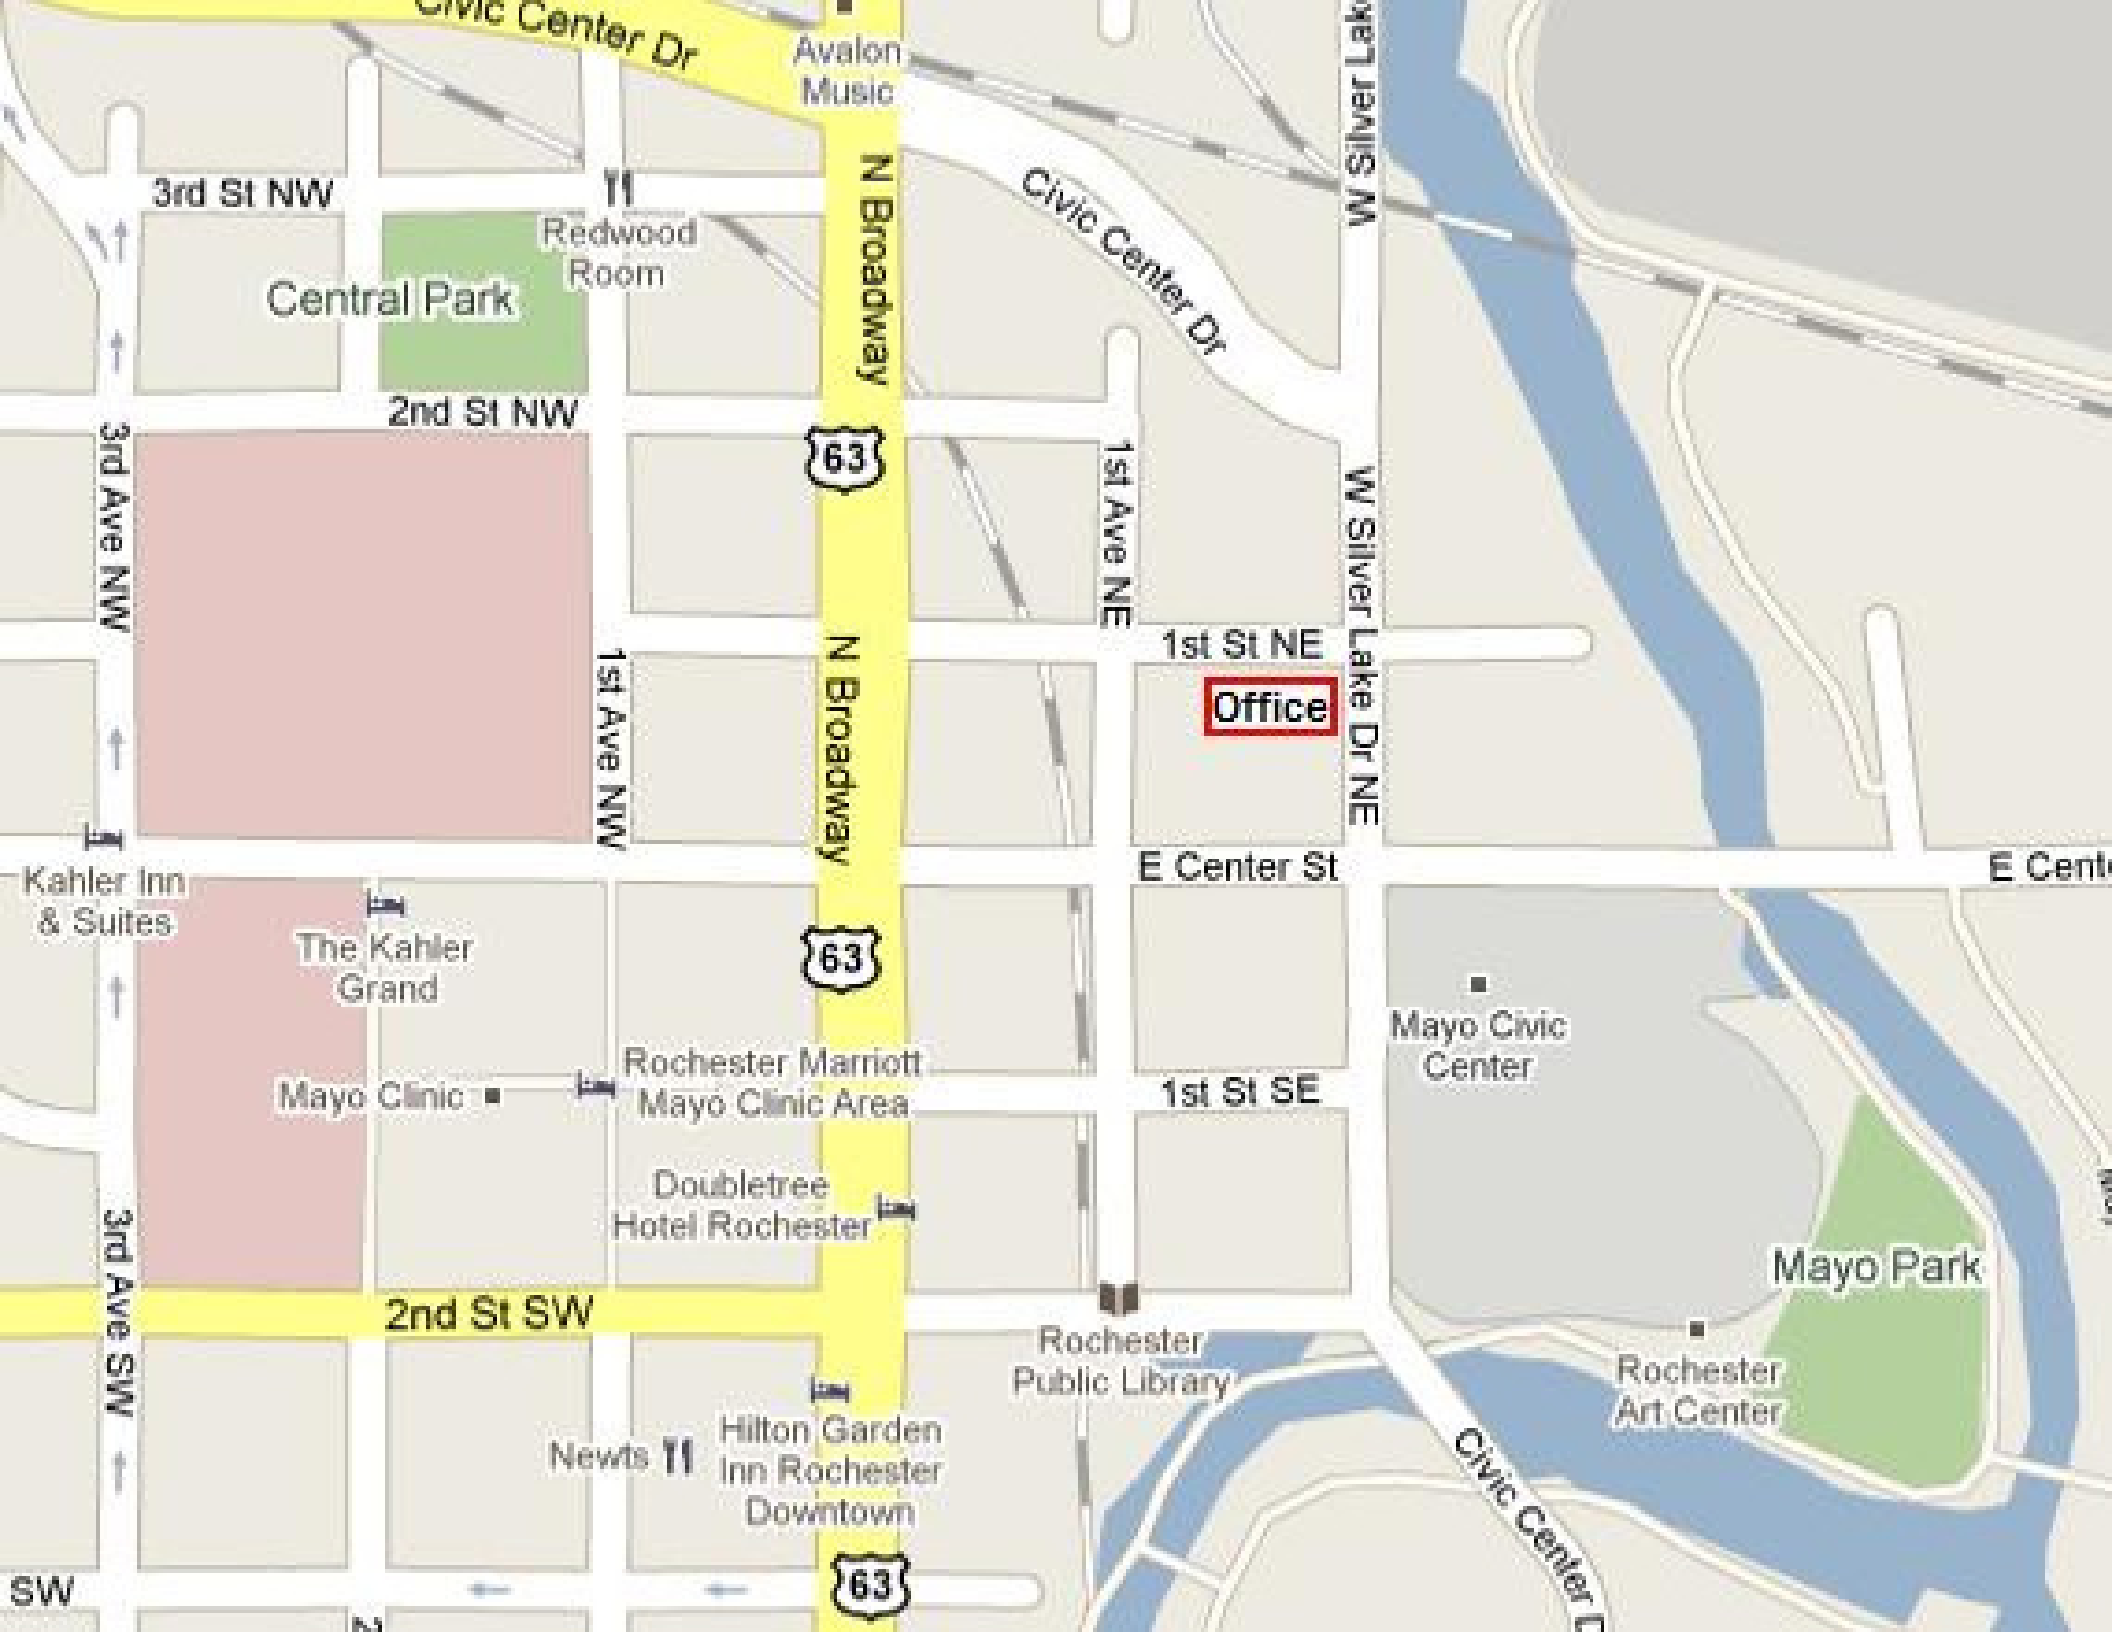 Civic Center Dr
Avalon
Music
W Silver Lak
3rd St NW
Redwood
Room
N Broadway
Civic Center Dr
Central Park
2nd St NW
63
3rd Ave NW
1st Ave NE
W Silver Lake Dr NE
1st St NE
Office
N Broadway
1st Ave NW
E Center St
E Cent
Kahler Inn
& Suites
The Kahler
Grand
63
Mayo Civic
Center
Rochester Marriott
Mayo Clinic Area
Mayo Clinic
1st St SE
Doubletree
Hotel Rochester
3rd Ave SW
Mayo Park
2nd St SW
Rochester
Public Library
Rochester
Art Center
Hilton Garden
Inn Rochester
Downtown
Newts
Civic Center D
63
SW
2